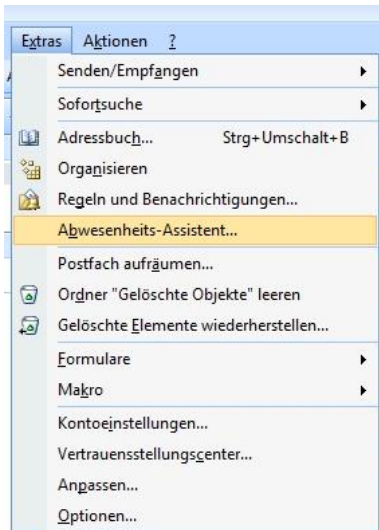 Extras Aktionen ?
Senden/Empfangen
Sofortsuche
Adressbuch... Strg+Umschalt+B
Organisieren
Regeln und Benachrichtigungen...
Abwesenheits-Assistent...
Postfach aufräumen...
Ordner "Gelöschte Objekte" leeren
Gelöschte Elemente wiederherstellen...
Formulare
Makro
Kontoeinstellungen...
Vertrauensstellungscenter...
Anpassen...
Optionen...